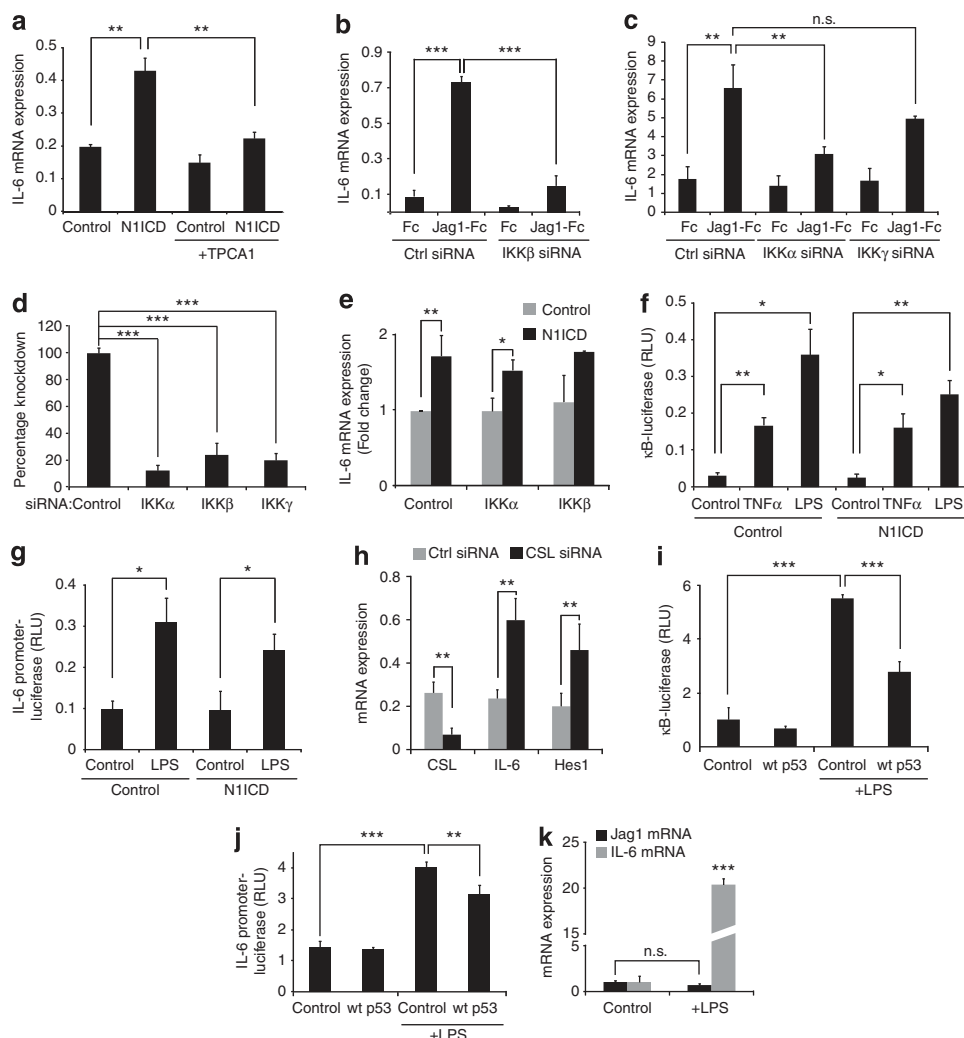 a
** **
0.5
0.4
0.3
0.2
0.1
0
IL-6 mRNA expression
Control N1ICD Control N1ICD
+TPCA1
b
*** ***
0.9
0.7
0.5
0.3
0.1
IL-6 mRNA expression
Fc Jag1-Fc Fc Jag1-Fc
Ctrl siRNA IKKβ siRNA
c
n.s.
** **
9
8
7
6
5
4
3
2
1
0
IL-6 mRNA expression
Fc Jag1-Fc Fc Jag1-Fc Fc Jag1-Fc
Ctrl siRNA IKKα siRNA IKKγ siRNA
d
***
***
***
120
100
80
60
40
20
0
Percentage knockdown
siRNA:Control IKKα IKKβ IKKγ
e
Control
N1ICD
**
*
2
1
0
IL-6 mRNA expression
(Fold change)
Control IKKα IKKβ
f
* **
** *
0.5
0.4
0.3
0.2
0.1
0
κB-luciferase (RLU)
Control TNFα LPS Control TNFα LPS
Control N1ICD
g
* *
0.4
0.3
0.2
0.1
0
IL-6 promoter-
luciferase (RLU)
Control LPS Control LPS
Control N1ICD
h
Ctrl siRNA CSL siRNA
** ** **
0.8
0.6
0.4
0.2
0
mRNA expression
CSL IL-6 Hes1
i
*** ***
6
4
2
0
κB-luciferase (RLU)
Control wt p53 Control wt p53
+LPS
j
*** **
4
3
2
1
0
IL-6 promoter-
luciferase (RLU)
Control wt p53 Control wt p53
+LPS
k
Jag1 mRNA
IL-6 mRNA
***
25
20
15
5
0
mRNA expression
n.s.
Control +LPS